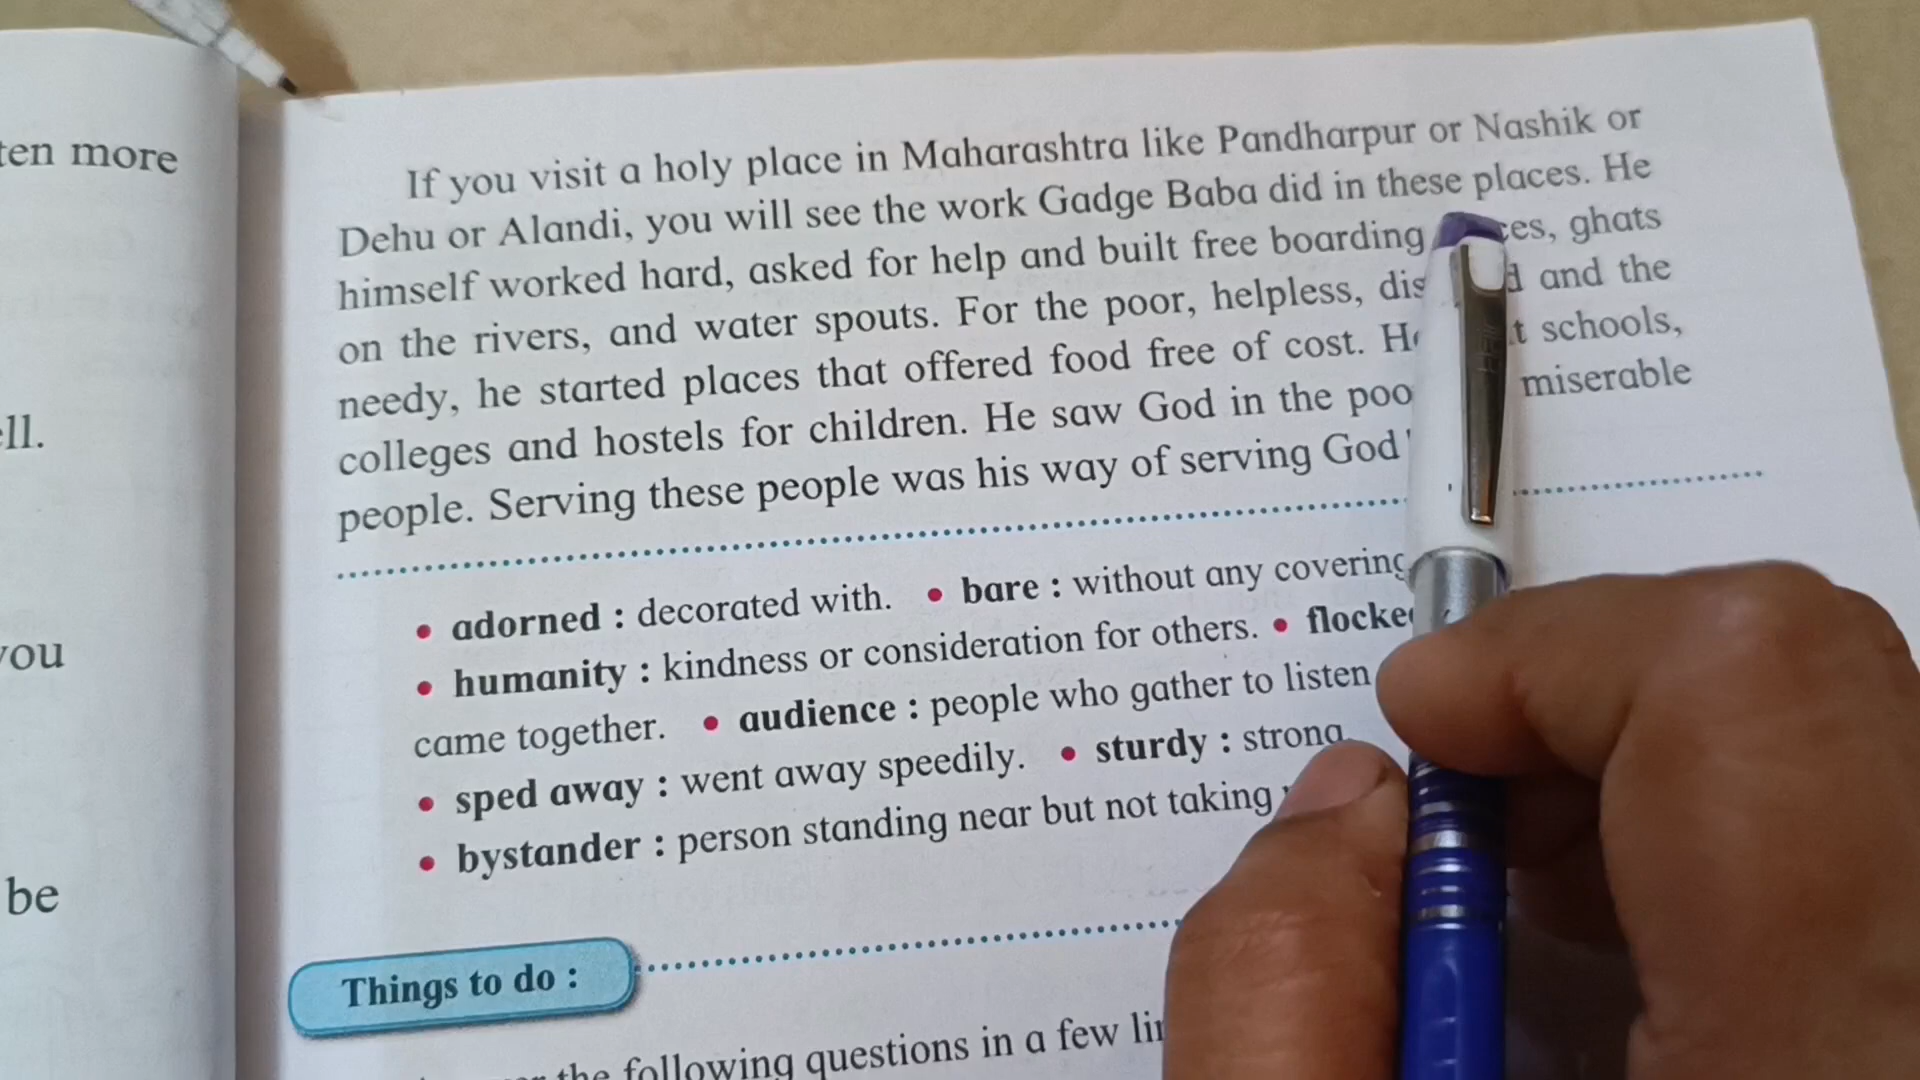 ten more
ll.
you
be
If you visit a holy place in Maharashtra like Pandharpur or Nashik or
Dehu or Alandi, you will see the work Gadge Baba did in these places. He
himself worked hard, asked for help and built free boarding ghats
on the rivers, and water spouts. For the poor, helpless, and the
needy, he started places that offered food free of cost. schools,
colleges and hostels for children. He saw God in the miserable
people. Serving these people was his way of serving God
• adorned : decorated with. • bare : without any covering
• humanity : kindness or consideration for others. •
came together. • audience : people who gather to listen
• sped away : went away speedily. • sturdy : strong
• bystander : person standing near but not taking
Things to do :
the following questions in a few